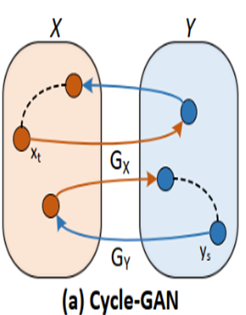 X Y
x_t
G_X
G_Y
y_s
(a) Cycle-GAN